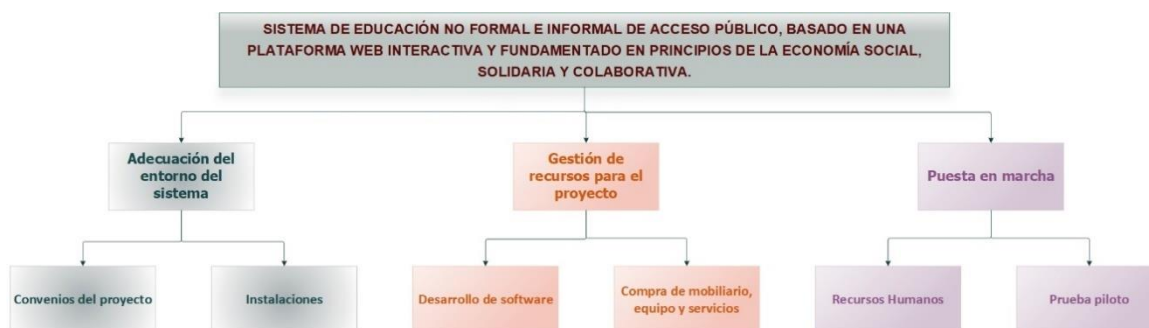 SISTEMA DE EDUCACIÓN NO FORMAL E INFORMAL DE ACCESO PÚBLICO, BASADO EN UNA
PLATAFORMA WEB INTERACTIVA Y FUNDAMENTADO EN PRINCIPIOS DE LA ECONOMÍA SOCIAL,
SOLIDARIA Y COLABORATIVA.
Adecuación del
entorno del
sistema
Gestión de
recursos para el
proyecto
Puesta en marcha
Convenios del proyecto
Instalaciones
Desarrollo de software
Compra de mobiliario,
equipo y servicios
Recursos Humanos
Prueba piloto